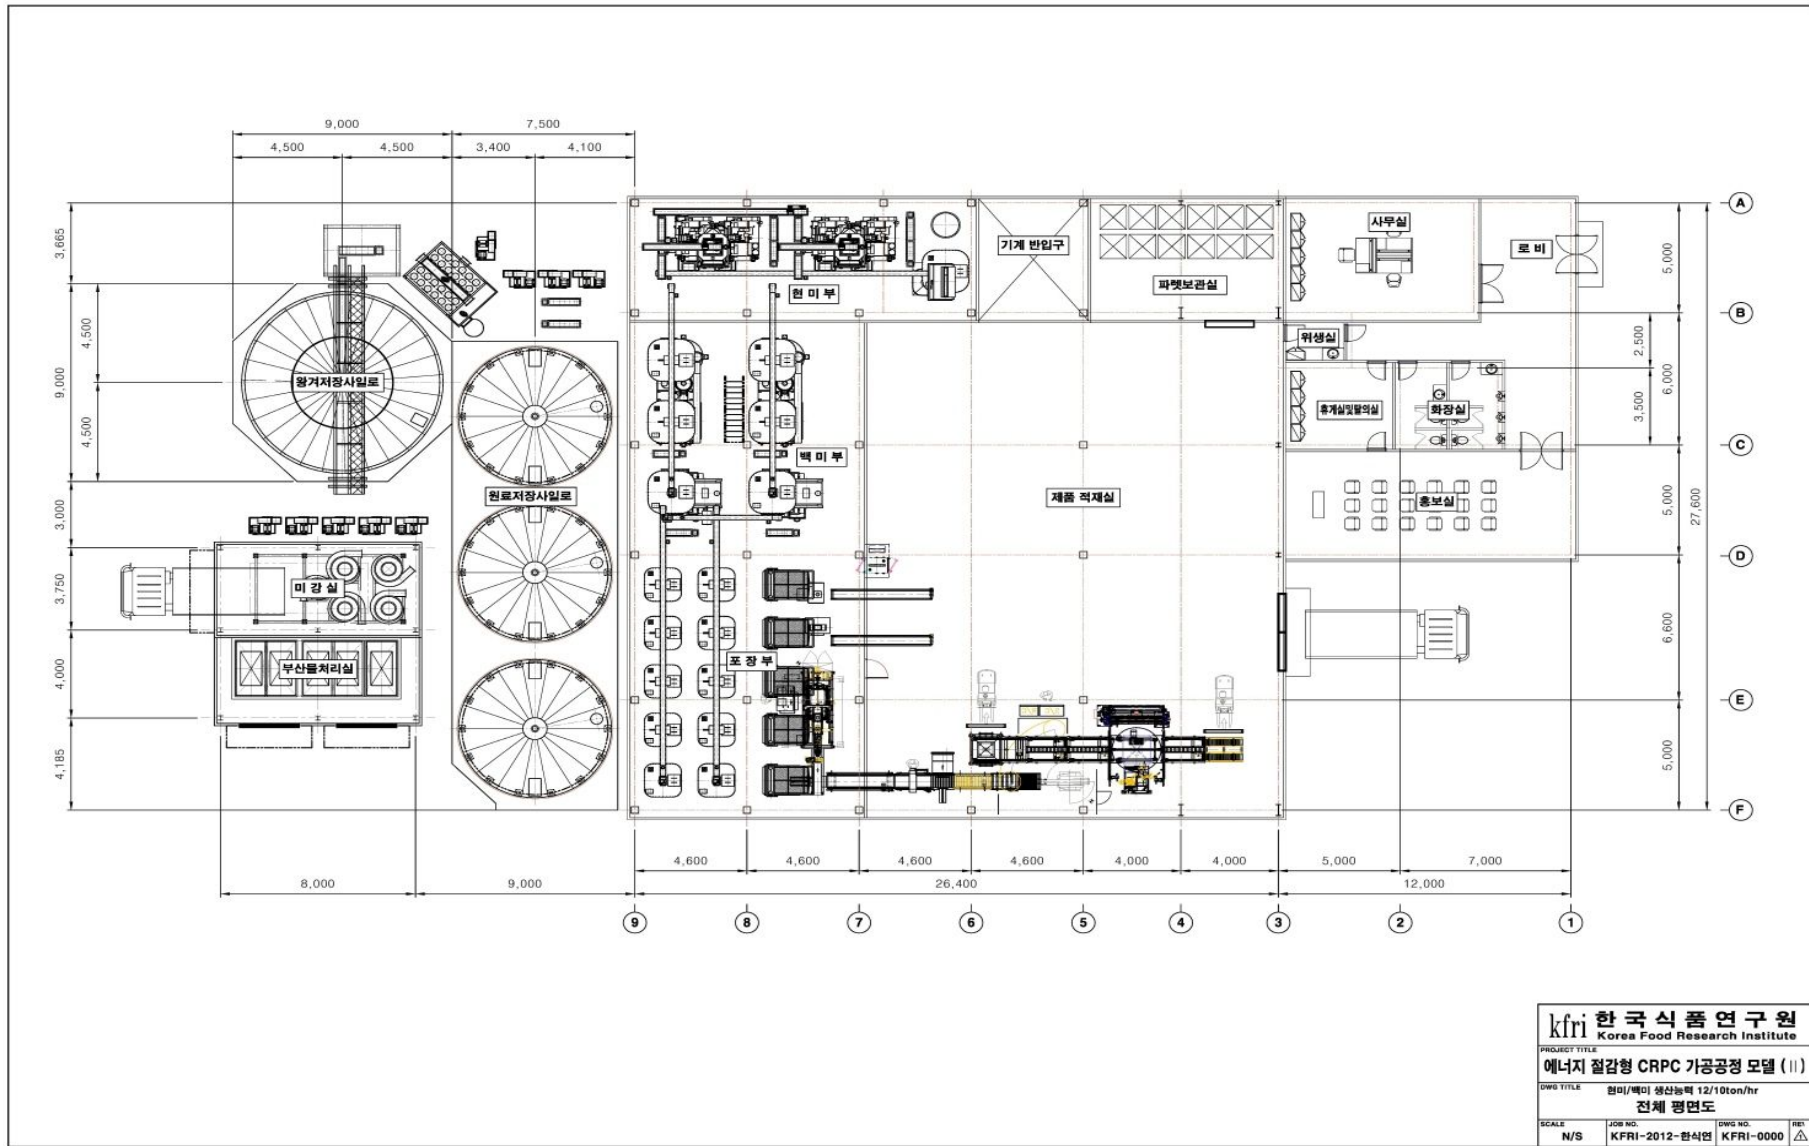 9,000
7,500
4,500
4,500
3,400
4,100
3,665
4,500
9,000
4,500
3,000
3,750
4,000
4,185
기계 반입구
사무실
로 비
파렛보관실
현 미 부
위생실
왕겨저장사일로
휴게실및탈의실
화장실
백 미 부
원료저장사일로
제품 적재실
홍보실
미 강 실
포 장 부
부산물처리실
A
B
C
D
E
F
5,000
2,500
6,000
3,500
5,000
27,600
6,600
5,000
4,600
4,600
4,600
4,600
4,000
4,000
5,000
7,000
8,000
9,000
26,400
12,000
9
8
7
6
5
4
3
2
1
kfri 한국식품연구원
Korea Food Research Institute
PROJECT TITLE
에너지 절감형 CRPC 가공공정 모델 (II)
DWG TITLE
현미/백미 생산능력 12/10ton/hr
전체 평면도
SCALE
JOB NO.
DWG NO.
REV
N/S
KFRI-2012-한식연
KFRI-0000